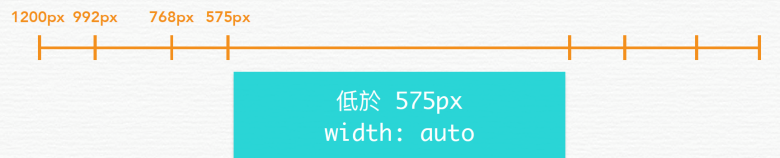 1200px 992px 768px 575px
低於 575px
width: auto